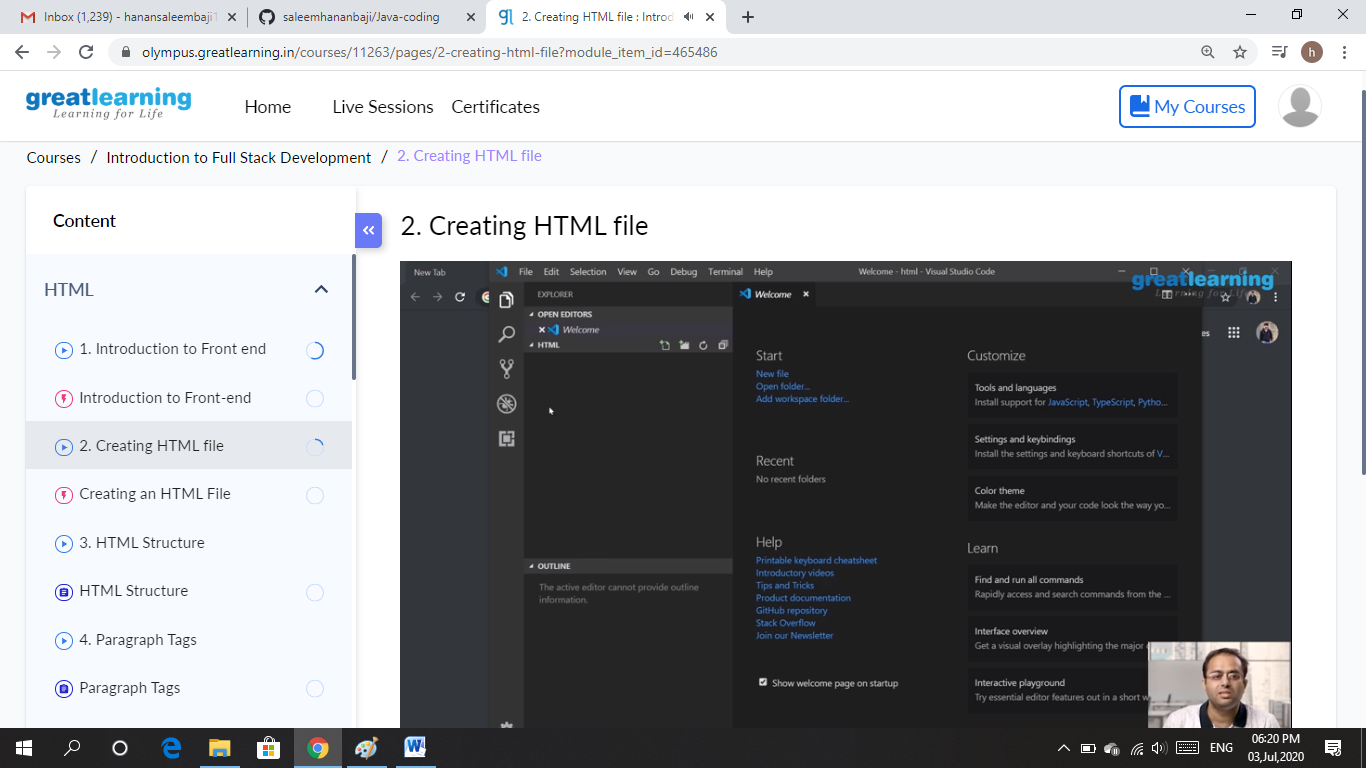 Inbox (1,239) - hanansaleembaji1
saleemhananbaji/Java-coding
2. Creating HTML file : Introd
olympus.greatlearning.in/courses/11263/pages/2-creating-html-file?module_item_id=465486
h
greatlearning
Learning for Life
Home
Live Sessions
Certificates
My Courses
Courses / Introduction to Full Stack Development / 2. Creating HTML file
Content
HTML
1. Introduction to Front end
Introduction to Front-end
2. Creating HTML file
Creating an HTML File
3. HTML Structure
HTML Structure
4. Paragraph Tags
Paragraph Tags
2. Creating HTML file
New Tab
File Edit Selection View Go Debug Terminal Help
Welcome - html - Visual Studio Code
greatlearning
Learning for Life
EXPLORER
OPEN EDITORS
Welcome
HTML
OUTLINE
The active editor cannot provide outline
information.
Welcome
Start
New file
Open folder...
Add workspace folder...
Recent
No recent folders
Help
Printable keyboard cheatsheet
Introductory videos
Tips and Tricks
Product documentation
GitHub repository
Stack Overflow
Join our Newsletter
Show welcome page on startup
Customize
Tools and languages
Install support for JavaScript, TypeScript, Pytho...
Settings and keybindings
Install the settings and keyboard shortcuts of V...
Color theme
Make the editor and your code look the way yo...
Learn
Find and run all commands
Rapidly access and search commands from the ...
Interface overview
Get a visual overlay highlighting the major
Interactive playground
Try essential editor features out in a short
ENG
06:20 PM
03,Jul,2020